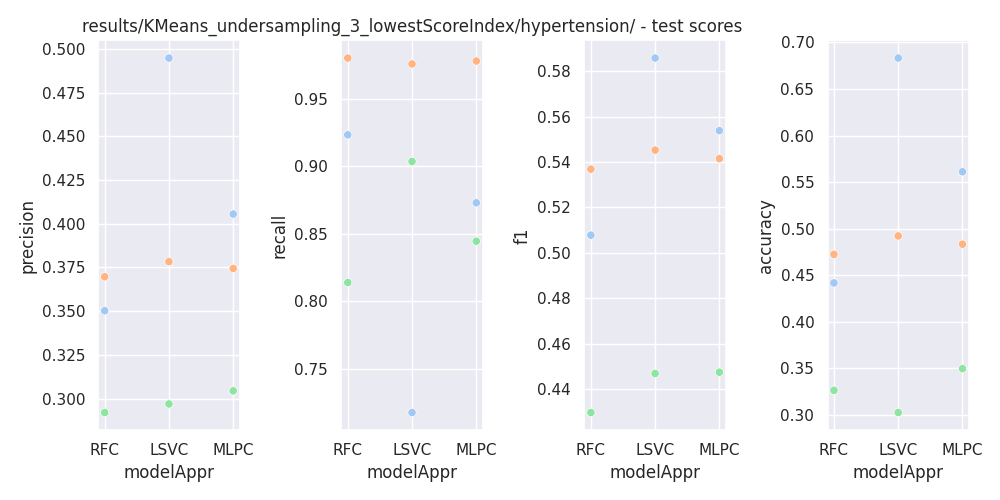 results/KMeans_undersampling_3_lowestScoreIndex/hypertension/ - test scores
precision
0.500
0.475
0.450
0.425
0.400
0.375
0.350
0.325
0.300
RFC LSVC MLPC
modelAppr
recall
0.95
0.90
0.85
0.80
0.75
RFC LSVC MLPC
modelAppr
f1
0.58
0.56
0.54
0.52
0.50
0.48
0.46
0.44
RFC LSVC MLPC
modelAppr
accuracy
0.70
0.65
0.60
0.55
0.50
0.45
0.40
0.35
0.30
RFC LSVC MLPC
modelAppr